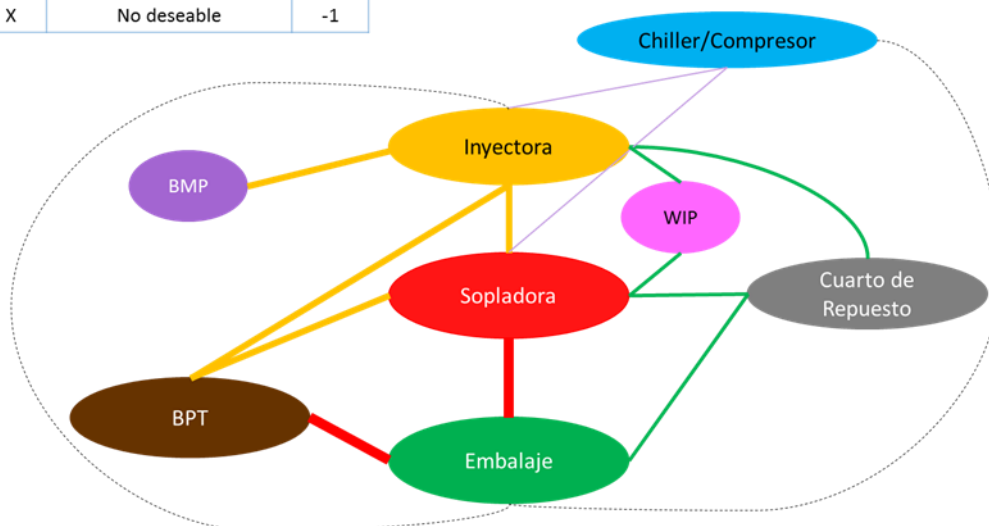 X No deseable -1
Chiller/Compresor
Inyectora
BMP
WIP
Sopladora
Cuarto de
Repuesto
BPT
Embalaje